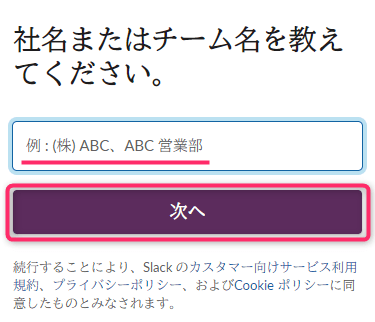 社名またはチーム名を教え
てください。
例 : (株) ABC、ABC 営業部
次へ
続行することにより、Slack のカスタマー向けサービス利用
規約、プライバシーポリシー、およびCookie ポリシーに同
意したものとみなされます。